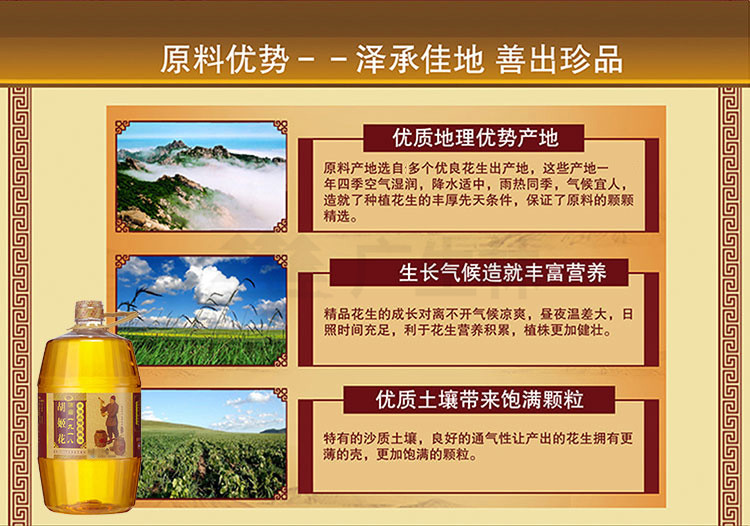 原料优势--泽承佳地 善出珍品
优质地理优势产地
原料产地选自·多个优良花生出产地，这些产地一
年四季空气湿润，降水适中，雨热同季，气候宜人，
造就了种植花生的丰厚先天条件，保证了原料的颗颗
精选。
生长气候造就丰富营养
精品花生的成长对离不开气候凉爽，昼夜温差大，日
照时间充足，利于花生营养积累，植株更加健壮。
优质土壤带来饱满颗粒
特有的沙质土壤，良好的通气性让产出的花生拥有更
薄的壳，更加饱满的颗粒。
胡姬花